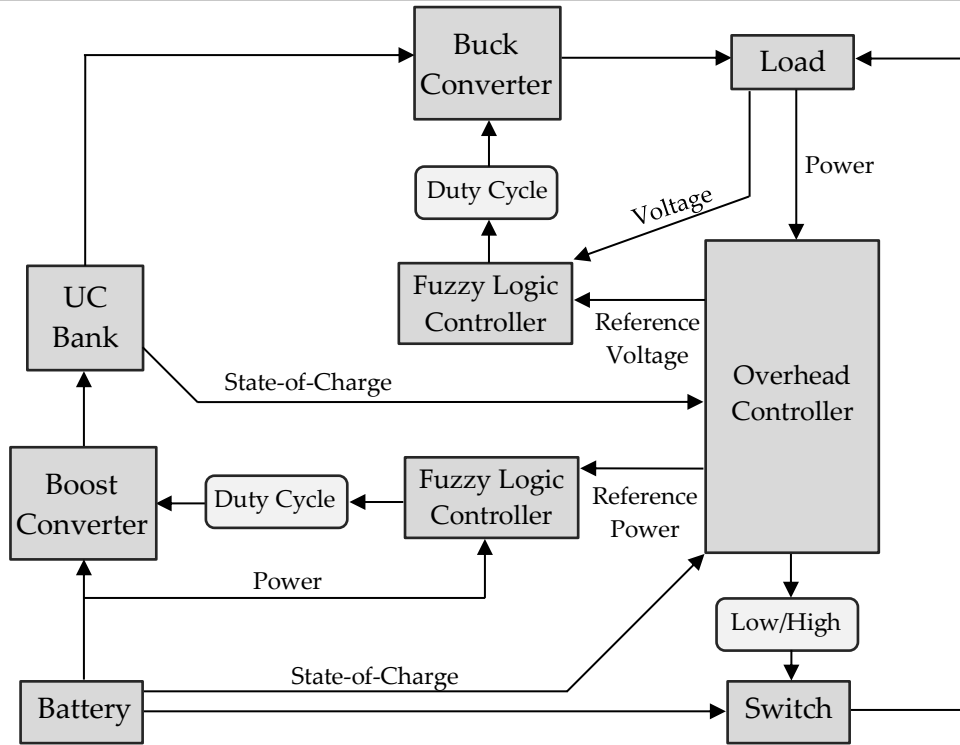 Buck
Converter
Load
Power
Duty Cycle
Voltage
Fuzzy Logic
Controller
Reference
Voltage
UC
Bank
State-of-Charge
Overhead
Controller
Boost
Converter
Duty Cycle
Fuzzy Logic
Controller
Reference
Power
Power
Low/High
State-of-Charge
Battery
Switch